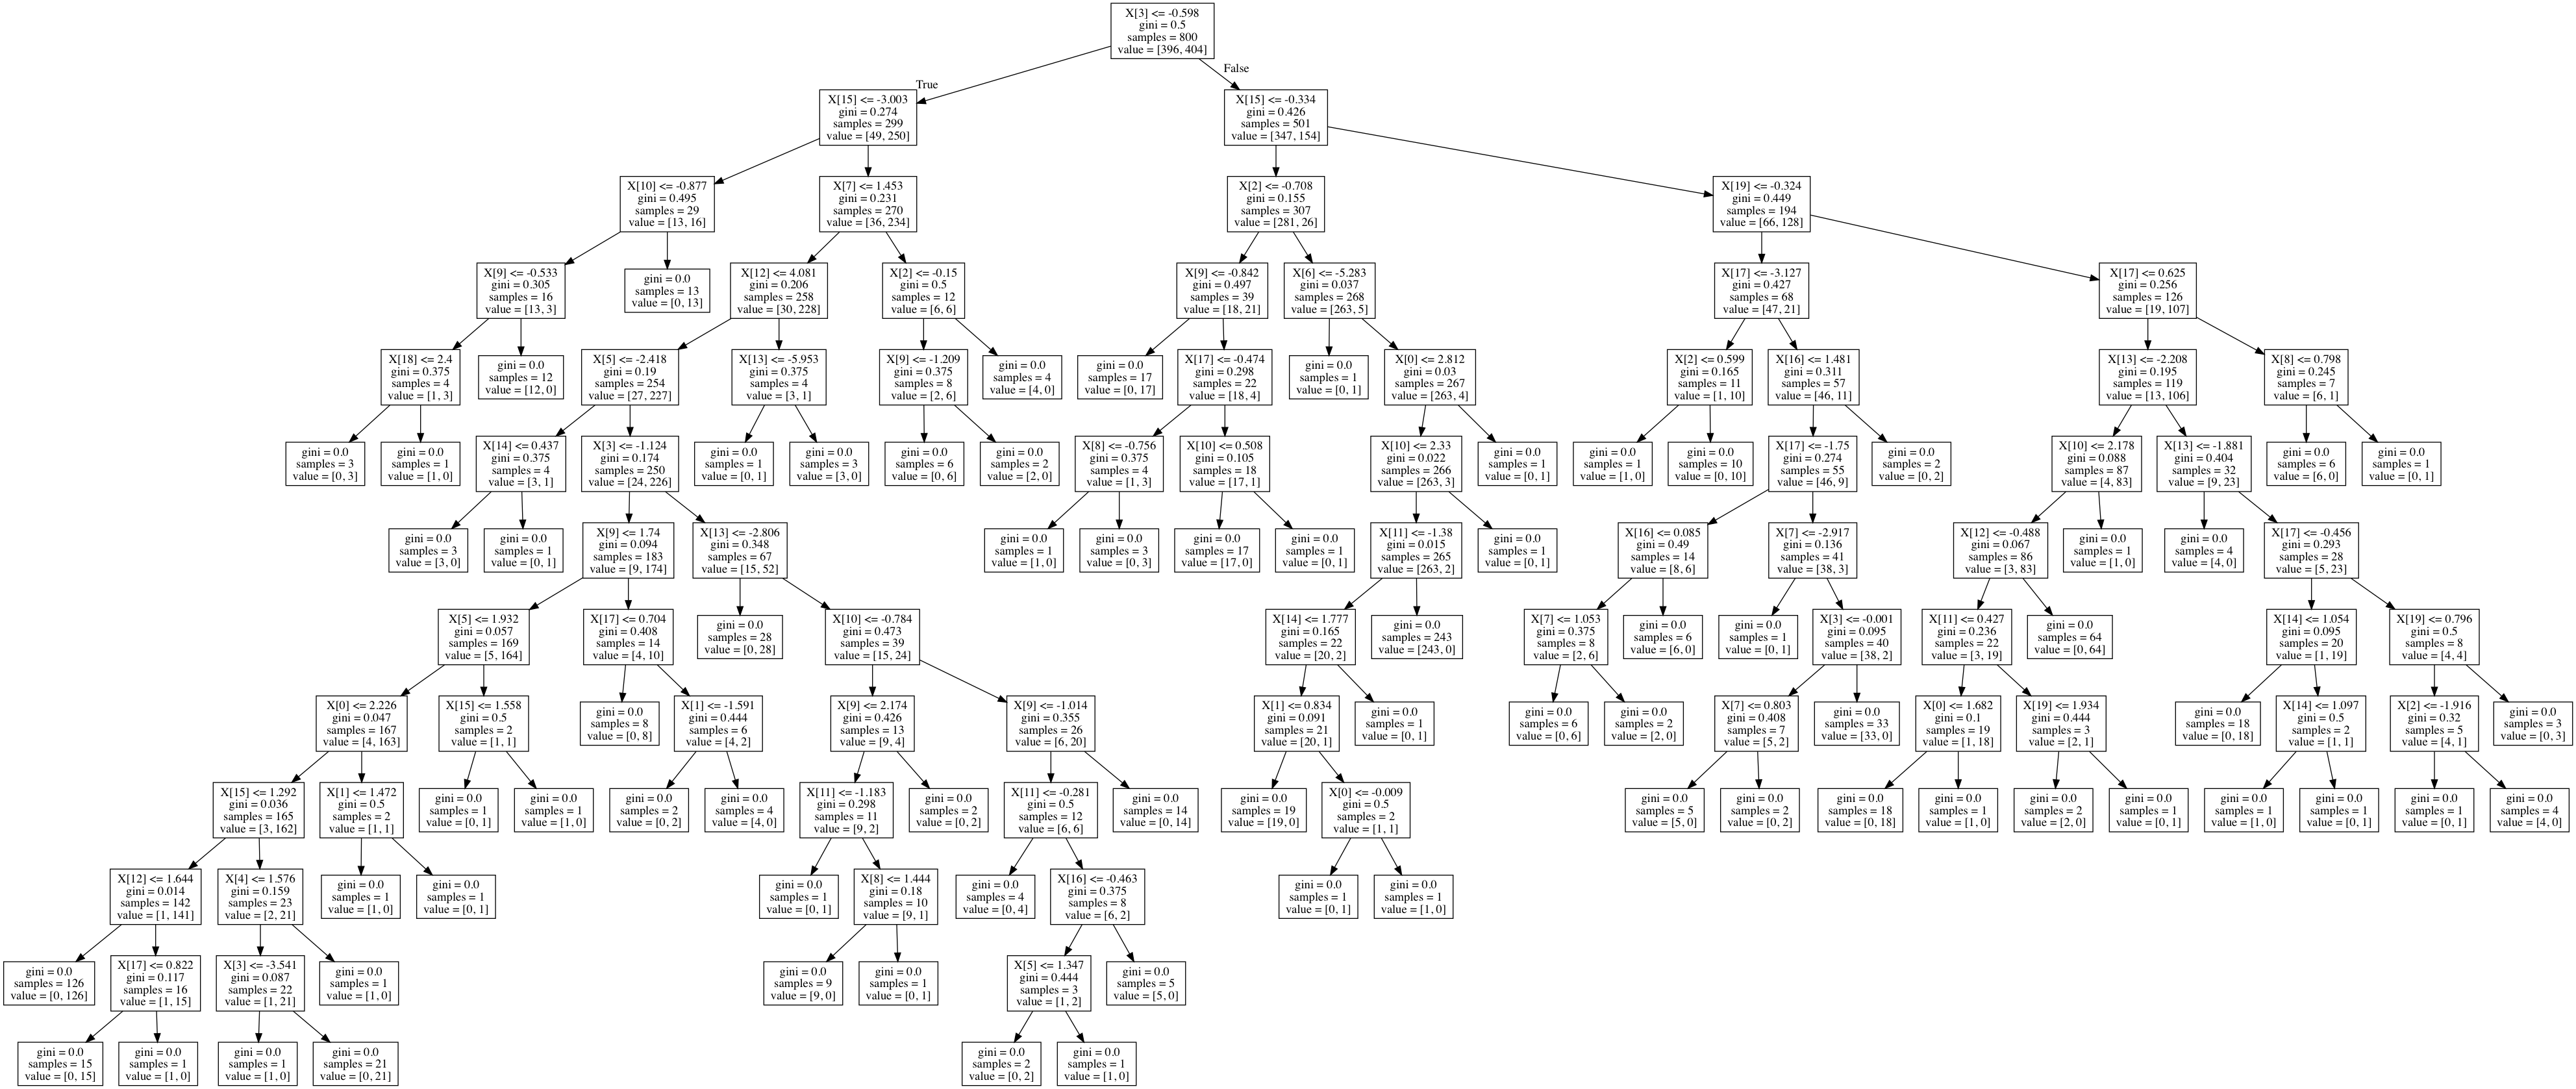 X[3] <= -0.598
gini = 0.5
samples = 800
value = [396, 404]
True
False
X[15] <= -3.003
gini = 0.274
samples = 299
value = [49, 250]
X[15] <= -0.334
gini = 0.426
samples = 501
value = [347, 154]
X[10] <= -0.877
gini = 0.495
samples = 29
value = [13, 16]
X[7] <= 1.453
gini = 0.231
samples = 270
value = [36, 234]
X[2] <= -0.708
gini = 0.155
samples = 307
value = [281, 26]
X[19] <= -0.324
gini = 0.449
samples = 194
value = [66, 128]
X[9] <= -0.533
gini = 0.305
samples = 16
value = [13, 3]
gini = 0.0
samples = 13
value = [0, 13]
X[12] <= 4.081
gini = 0.206
samples = 258
value = [30, 228]
X[2] <= -0.15
gini = 0.5
samples = 12
value = [6, 6]
X[9] <= -0.842
gini = 0.497
samples = 39
value = [18, 21]
X[6] <= -5.283
gini = 0.037
samples = 268
value = [263, 5]
X[17] <= -3.127
gini = 0.427
samples = 68
value = [47, 21]
X[17] <= 0.625
gini = 0.256
samples = 126
value = [19, 107]
X[18] <= 2.4
gini = 0.375
samples = 4
value = [1, 3]
gini = 0.0
samples = 12
value = [12, 0]
X[5] <= -2.418
gini = 0.19
samples = 254
value = [27, 227]
X[13] <= -5.953
gini = 0.375
samples = 4
value = [3, 1]
X[9] <= -1.209
gini = 0.375
samples = 8
value = [2, 6]
gini = 0.0
samples = 4
value = [4, 0]
gini = 0.0
samples = 17
value = [0, 17]
X[17] <= -0.474
gini = 0.298
samples = 22
value = [18, 4]
gini = 0.0
samples = 1
value = [0, 1]
X[0] <= 2.812
gini = 0.03
samples = 267
value = [263, 4]
X[2] <= 0.599
gini = 0.165
samples = 11
value = [1, 10]
X[16] <= 1.481
gini = 0.311
samples = 57
value = [46, 11]
X[13] <= -2.208
gini = 0.195
samples = 119
value = [13, 106]
X[8] <= 0.798
gini = 0.245
samples = 7
value = [6, 1]
gini = 0.0
samples = 3
value = [0, 3]
gini = 0.0
samples = 1
value = [1, 0]
X[14] <= 0.437
gini = 0.375
samples = 4
value = [3, 1]
X[3] <= -1.124
gini = 0.174
samples = 250
value = [24, 226]
gini = 0.0
samples = 1
value = [0, 1]
gini = 0.0
samples = 3
value = [3, 0]
gini = 0.0
samples = 6
value = [0, 6]
gini = 0.0
samples = 2
value = [2, 0]
X[8] <= -0.756
gini = 0.375
samples = 4
value = [1, 3]
X[10] <= 0.508
gini = 0.105
samples = 18
value = [17, 1]
X[10] <= 2.33
gini = 0.022
samples = 266
value = [263, 3]
gini = 0.0
samples = 1
value = [0, 1]
gini = 0.0
samples = 1
value = [1, 0]
gini = 0.0
samples = 10
value = [0, 10]
X[17] <= -1.75
gini = 0.274
samples = 55
value = [46, 9]
gini = 0.0
samples = 2
value = [0, 2]
X[10] <= 2.178
gini = 0.088
samples = 87
value = [4, 83]
X[13] <= -1.881
gini = 0.404
samples = 32
value = [9, 23]
gini = 0.0
samples = 6
value = [6, 0]
gini = 0.0
samples = 1
value = [0, 1]
gini = 0.0
samples = 3
value = [3, 0]
gini = 0.0
samples = 1
value = [0, 1]
X[9] <= 1.74
gini = 0.094
samples = 183
value = [9, 174]
X[13] <= -2.806
gini = 0.348
samples = 67
value = [15, 52]
gini = 0.0
samples = 1
value = [1, 0]
gini = 0.0
samples = 3
value = [0, 3]
gini = 0.0
samples = 17
value = [17, 0]
gini = 0.0
samples = 1
value = [0, 1]
X[11] <= -1.38
gini = 0.015
samples = 265
value = [263, 2]
gini = 0.0
samples = 1
value = [0, 1]
X[16] <= 0.085
gini = 0.49
samples = 14
value = [8, 6]
X[7] <= -2.917
gini = 0.136
samples = 41
value = [38, 3]
X[12] <= -0.488
gini = 0.067
samples = 86
value = [3, 83]
gini = 0.0
samples = 1
value = [1, 0]
gini = 0.0
samples = 4
value = [4, 0]
X[17] <= -0.456
gini = 0.293
samples = 28
value = [5, 23]
X[5] <= 1.932
gini = 0.057
samples = 169
value = [5, 164]
X[17] <= 0.704
gini = 0.408
samples = 14
value = [4, 10]
gini = 0.0
samples = 28
value = [0, 28]
X[10] <= -0.784
gini = 0.473
samples = 39
value = [15, 24]
X[14] <= 1.777
gini = 0.165
samples = 22
value = [20, 2]
gini = 0.0
samples = 243
value = [243, 0]
X[7] <= 1.053
gini = 0.375
samples = 8
value = [2, 6]
gini = 0.0
samples = 6
value = [6, 0]
gini = 0.0
samples = 1
value = [0, 1]
X[3] <= -0.001
gini = 0.095
samples = 40
value = [38, 2]
X[11] <= 0.427
gini = 0.236
samples = 22
value = [3, 19]
gini = 0.0
samples = 64
value = [0, 64]
X[14] <= 1.054
gini = 0.095
samples = 20
value = [1, 19]
X[19] <= 0.796
gini = 0.5
samples = 8
value = [4, 4]
X[0] <= 2.226
gini = 0.047
samples = 167
value = [4, 163]
X[15] <= 1.558
gini = 0.5
samples = 2
value = [1, 1]
gini = 0.0
samples = 8
value = [0, 8]
X[1] <= -1.591
gini = 0.444
samples = 6
value = [4, 2]
X[9] <= 2.174
gini = 0.426
samples = 13
value = [9, 4]
X[9] <= -1.014
gini = 0.355
samples = 26
value = [6, 20]
X[1] <= 0.834
gini = 0.091
samples = 21
value = [20, 1]
gini = 0.0
samples = 1
value = [0, 1]
gini = 0.0
samples = 6
value = [0, 6]
gini = 0.0
samples = 2
value = [2, 0]
X[7] <= 0.803
gini = 0.408
samples = 7
value = [5, 2]
gini = 0.0
samples = 33
value = [33, 0]
X[0] <= 1.682
gini = 0.1
samples = 19
value = [1, 18]
X[19] <= 1.934
gini = 0.444
samples = 3
value = [2, 1]
gini = 0.0
samples = 18
value = [0, 18]
X[14] <= 1.097
gini = 0.5
samples = 2
value = [1, 1]
X[2] <= -1.916
gini = 0.32
samples = 5
value = [4, 1]
gini = 0.0
samples = 3
value = [0, 3]
X[15] <= 1.292
gini = 0.036
samples = 165
value = [3, 162]
X[1] <= 1.472
gini = 0.5
samples = 2
value = [1, 1]
gini = 0.0
samples = 1
value = [0, 1]
gini = 0.0
samples = 1
value = [1, 0]
gini = 0.0
samples = 2
value = [0, 2]
gini = 0.0
samples = 4
value = [4, 0]
X[11] <= -1.183
gini = 0.298
samples = 11
value = [9, 2]
gini = 0.0
samples = 2
value = [0, 2]
X[11] <= -0.281
gini = 0.5
samples = 12
value = [6, 6]
gini = 0.0
samples = 14
value = [0, 14]
gini = 0.0
samples = 19
value = [19, 0]
X[0] <= -0.009
gini = 0.5
samples = 2
value = [1, 1]
gini = 0.0
samples = 5
value = [5, 0]
gini = 0.0
samples = 2
value = [0, 2]
gini = 0.0
samples = 18
value = [0, 18]
gini = 0.0
samples = 1
value = [1, 0]
gini = 0.0
samples = 2
value = [2, 0]
gini = 0.0
samples = 1
value = [0, 1]
gini = 0.0
samples = 1
value = [1, 0]
gini = 0.0
samples = 1
value = [0, 1]
gini = 0.0
samples = 1
value = [0, 1]
gini = 0.0
samples = 4
value = [4, 0]
X[12] <= 1.644
gini = 0.014
samples = 142
value = [1, 141]
X[4] <= 1.576
gini = 0.159
samples = 23
value = [2, 21]
gini = 0.0
samples = 1
value = [1, 0]
gini = 0.0
samples = 1
value = [0, 1]
gini = 0.0
samples = 1
value = [0, 1]
X[8] <= 1.444
gini = 0.18
samples = 10
value = [9, 1]
gini = 0.0
samples = 4
value = [0, 4]
X[16] <= -0.463
gini = 0.375
samples = 8
value = [6, 2]
gini = 0.0
samples = 1
value = [0, 1]
gini = 0.0
samples = 1
value = [1, 0]
gini = 0.0
samples = 126
value = [0, 126]
X[17] <= 0.822
gini = 0.117
samples = 16
value = [1, 15]
X[3] <= -3.541
gini = 0.087
samples = 22
value = [1, 21]
gini = 0.0
samples = 1
value = [1, 0]
gini = 0.0
samples = 9
value = [9, 0]
gini = 0.0
samples = 1
value = [0, 1]
X[5] <= 1.347
gini = 0.444
samples = 3
value = [1, 2]
gini = 0.0
samples = 5
value = [5, 0]
gini = 0.0
samples = 15
value = [0, 15]
gini = 0.0
samples = 1
value = [1, 0]
gini = 0.0
samples = 1
value = [1, 0]
gini = 0.0
samples = 21
value = [0, 21]
gini = 0.0
samples = 2
value = [0, 2]
gini = 0.0
samples = 1
value = [1, 0]